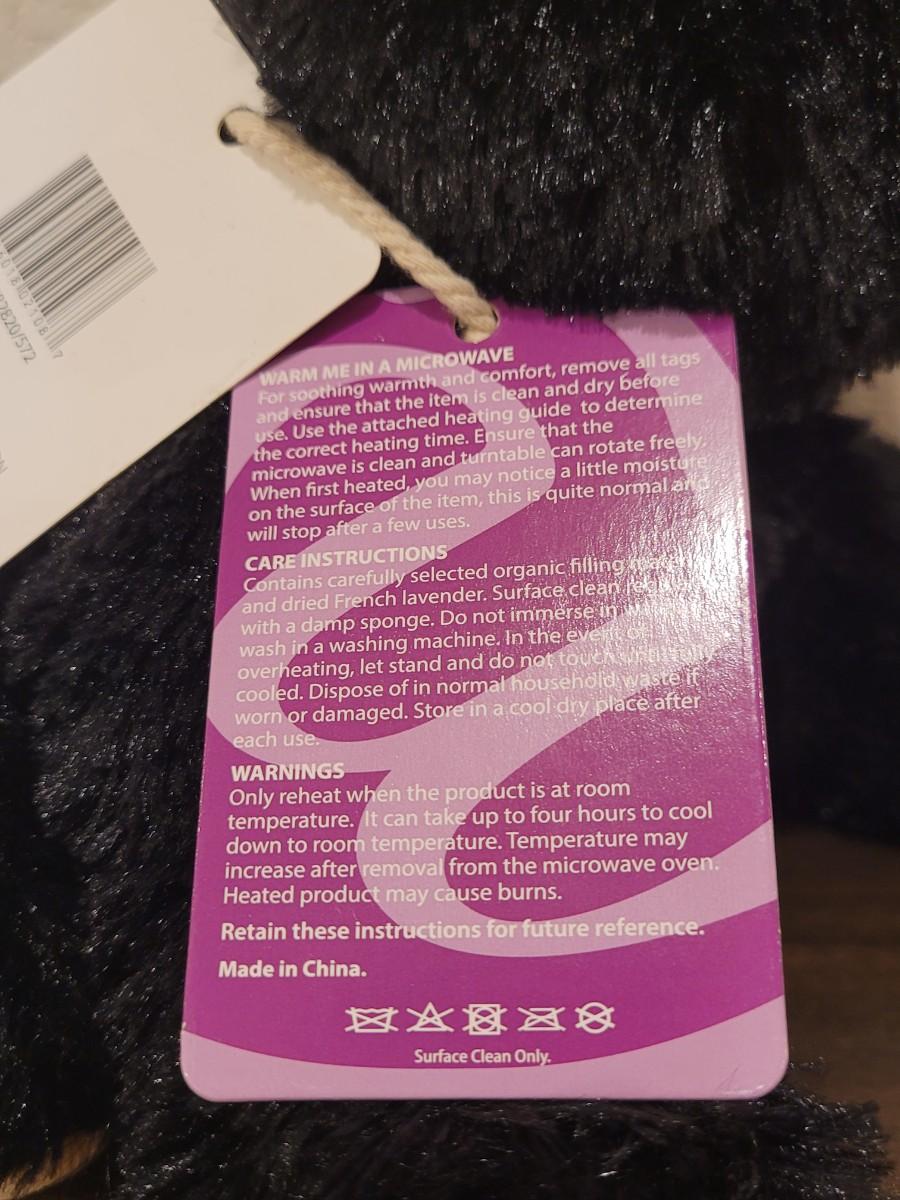 97820/572
WARM ME IN A MICROWAVE
For soothing warmth and comfort, remove all tags
and ensure that the item is clean and dry before
use. Use the attached heating guide to determine
the correct heating time. Ensure that the
microwave is clean and turntable can rotate freely.
When first heated, you may notice a little moisture
on the surface of the item, this is quite normal and
will stop after a few uses.
CARE INSTRUCTIONS
Contains carefully selected organic filling
and dried French lavender. Surface clean
with a damp sponge. Do not immerse in
wash in a washing machine. In the event of
overheating, let stand and do not touch until fully
cooled. Dispose of in normal household waste if
worn or damaged. Store in a cool dry place after
each use.
WARNINGS
Only reheat when the product is at room
temperature. It can take up to four hours to cool
down to room temperature. Temperature may
increase after removal from the microwave oven.
Heated product may cause burns.
Retain these instructions for future reference.
Made in China.
Surface Clean Only.